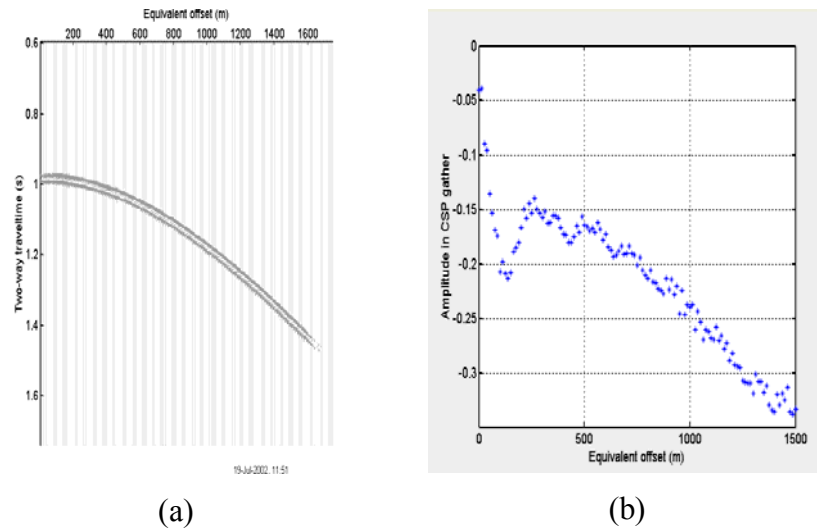 Equivalent offset (m)
200 400 600 800 1000 1200 1400 1600
0.6
0.8
1
1.2
1.4
1.6
Two-way traveltime (s)
19-Jul-2002, 11:51
(a)
0
-0.05
-0.1
-0.15
-0.2
-0.25
-0.3
Amplitude in CSP gather
0 500 1000 1500
Equivalent offset (m)
(b)